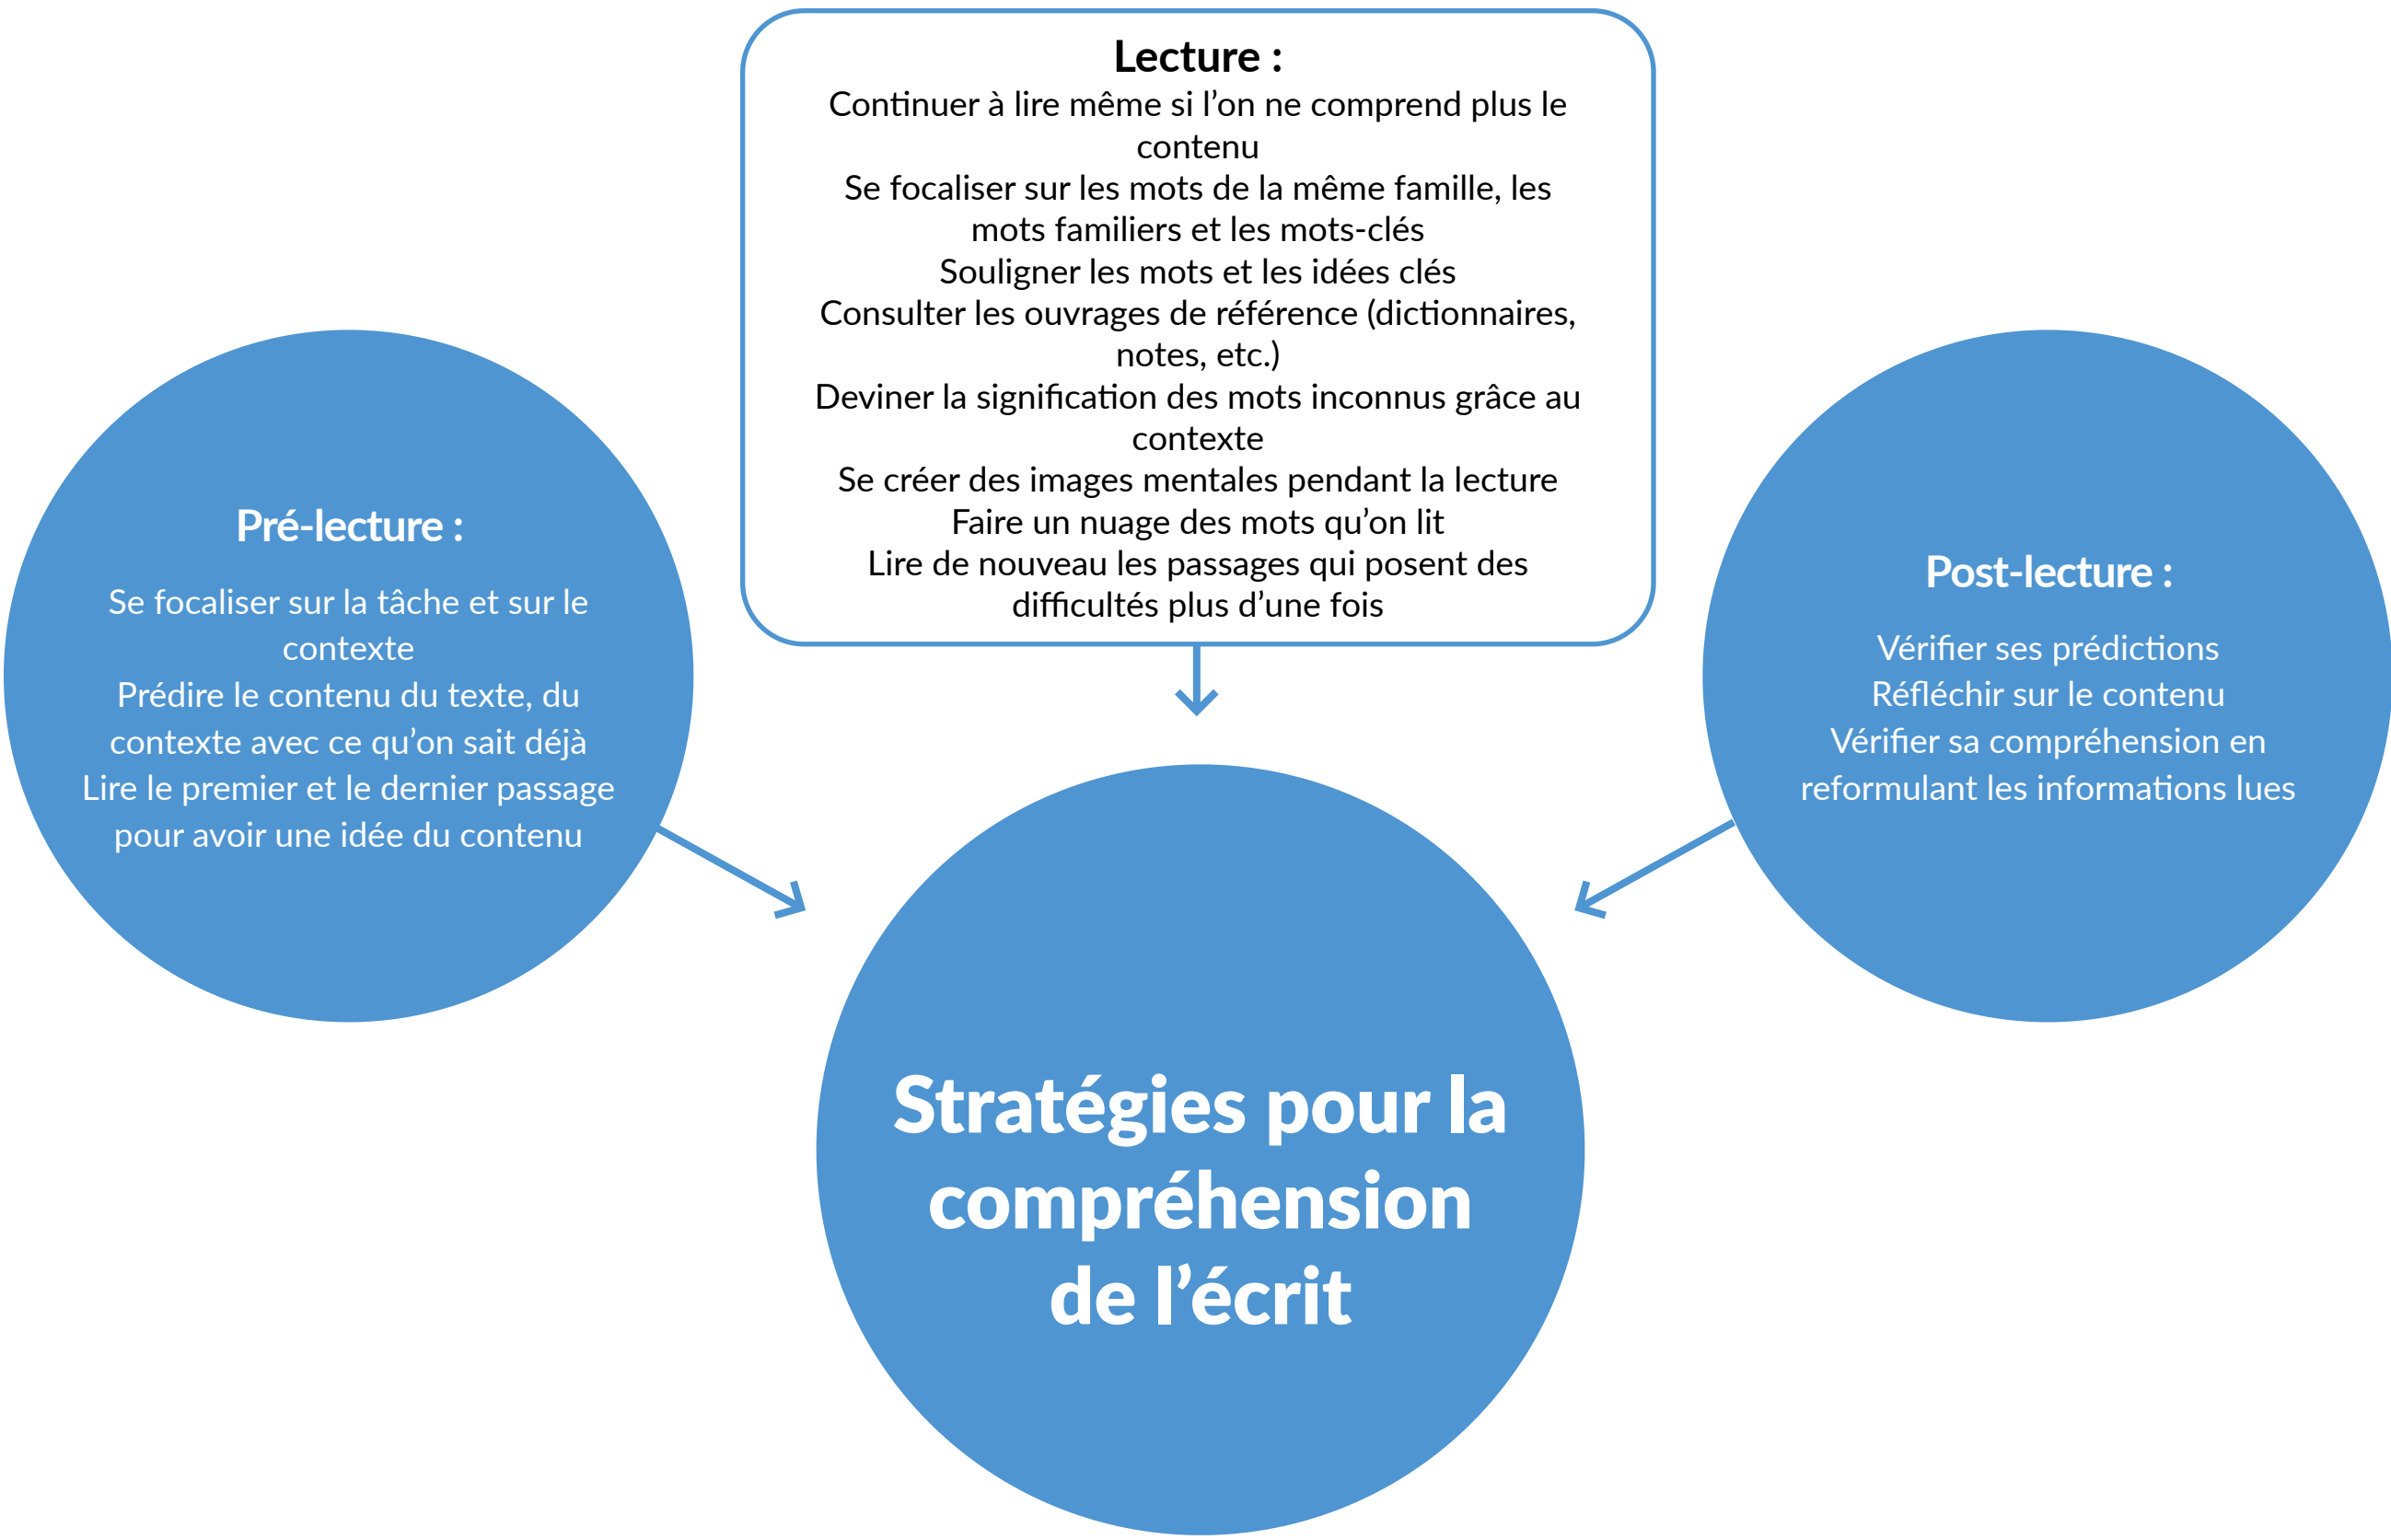 Lecture :
Continuer à lire même si l’on ne comprend plus le
contenu
Se focaliser sur les mots de la même famille, les
mots familiers et les mots-clés
Souligner les mots et les idées clés
Consulter les ouvrages de référence (dictionnaires,
notes, etc.)
Deviner la signification des mots inconnus grâce au
contexte
Se créer des images mentales pendant la lecture
Faire un nuage des mots qu’on lit
Lire de nouveau les passages qui posent des
difficultés plus d’une fois
Pré-lecture :
Se focaliser sur la tâche et sur le
contexte
Prédire le contenu du texte, du
contexte avec ce qu’on sait déjà
Lire le premier et le dernier passage
pour avoir une idée du contenu
Post-lecture :
Vérifier ses prédictions
Réfléchir sur le contenu
Vérifier sa compréhension en
reformulant les informations lues
Stratégies pour la
compréhension
de l’écrit